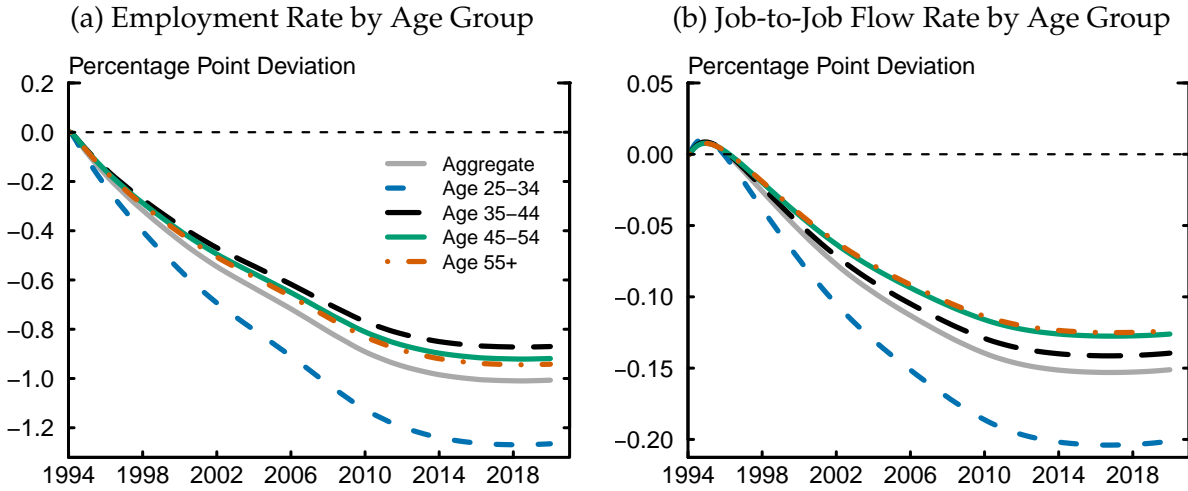 (a) Employment Rate by Age Group
Percentage Point Deviation
0.2
0.0
−0.2
−0.4
−0.6
−0.8
−1.0
−1.2
Aggregate
Age 25−34
Age 35−44
Age 45−54
Age 55+
1994 1998 2002 2006 2010 2014 2018
(b) Job-to-Job Flow Rate by Age Group
Percentage Point Deviation
0.05
0.00
−0.05
−0.10
−0.15
−0.20
1994 1998 2002 2006 2010 2014 2018